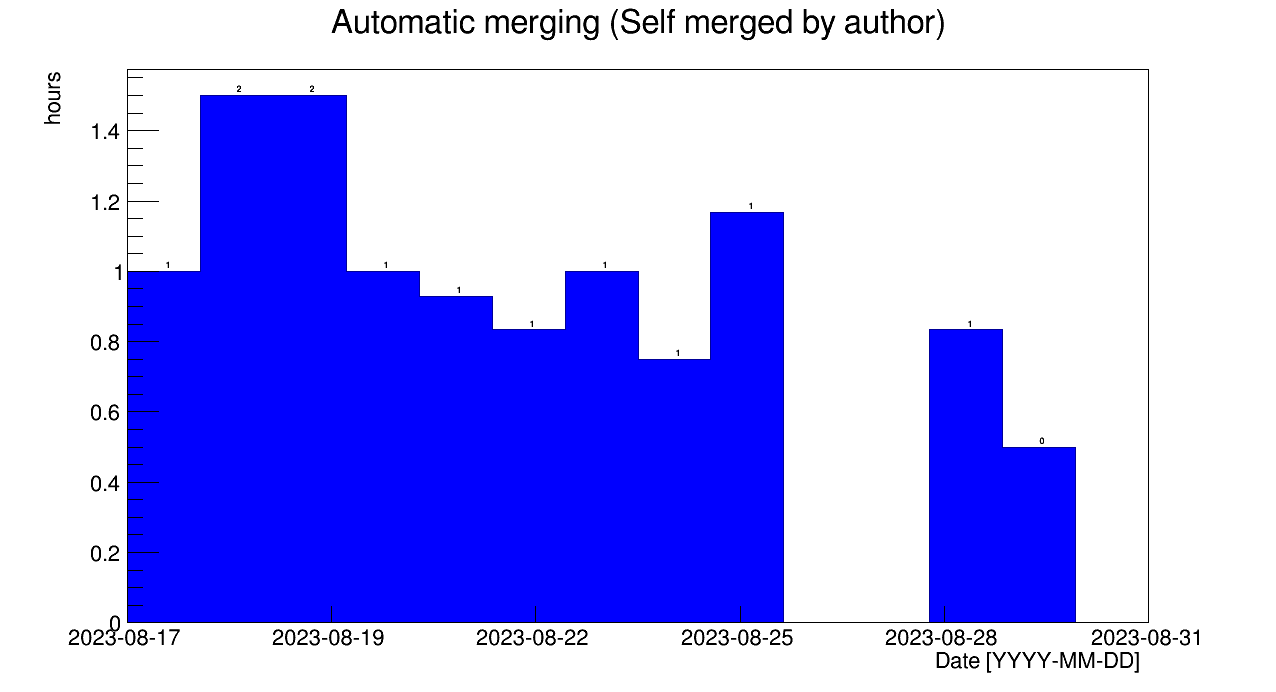 Automatic merging (Self merged by author)
hours
1.4
1.2
1
0.8
0.6
0.4
0.2
0
2 2
1 1 1 1 1 1 1 1 0
2023-08-17 2023-08-19 2023-08-22 2023-08-25 2023-08-28 2023-08-31
Date [YYYY-MM-DD]